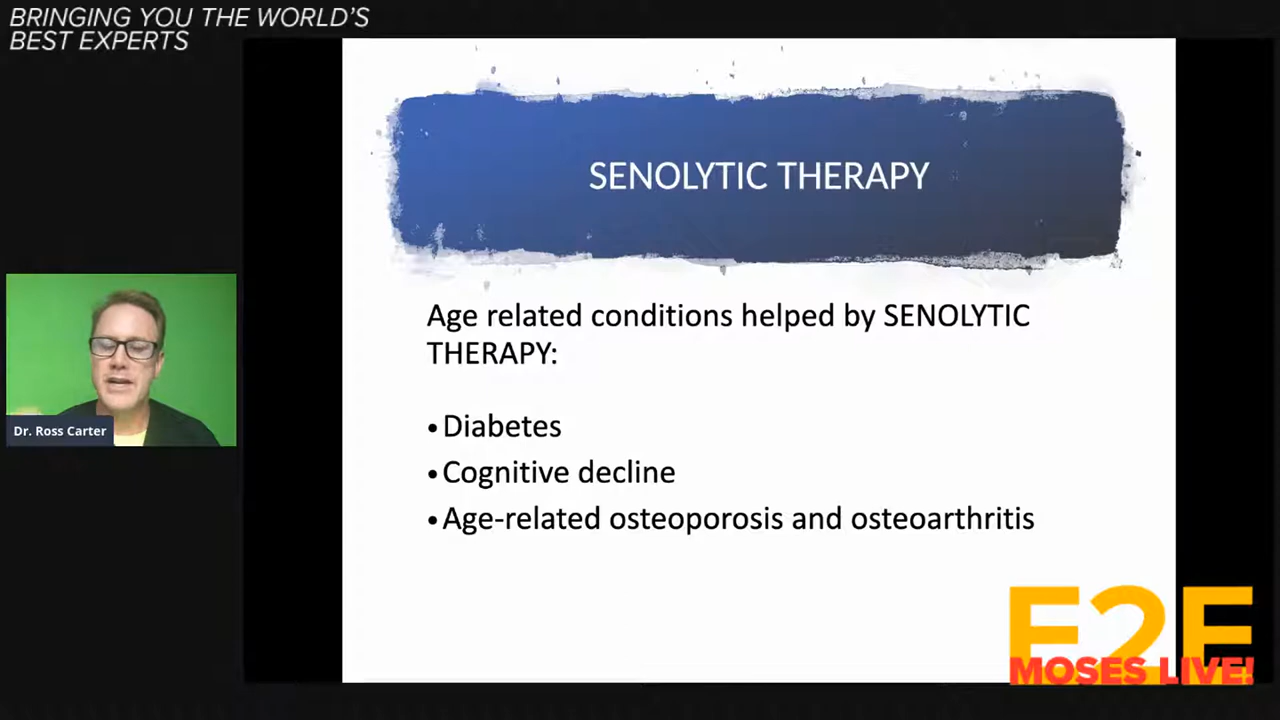 BRINGING YOU THE WORLD'S
BEST EXPERTS
SENOLYTIC THERAPY
Age related conditions helped by SENOLYTIC
THERAPY:
•Diabetes
•Cognitive decline
•Age-related osteoporosis and osteoarthritis
Dr. Ross Carter
E2E
MOSES LIVE!